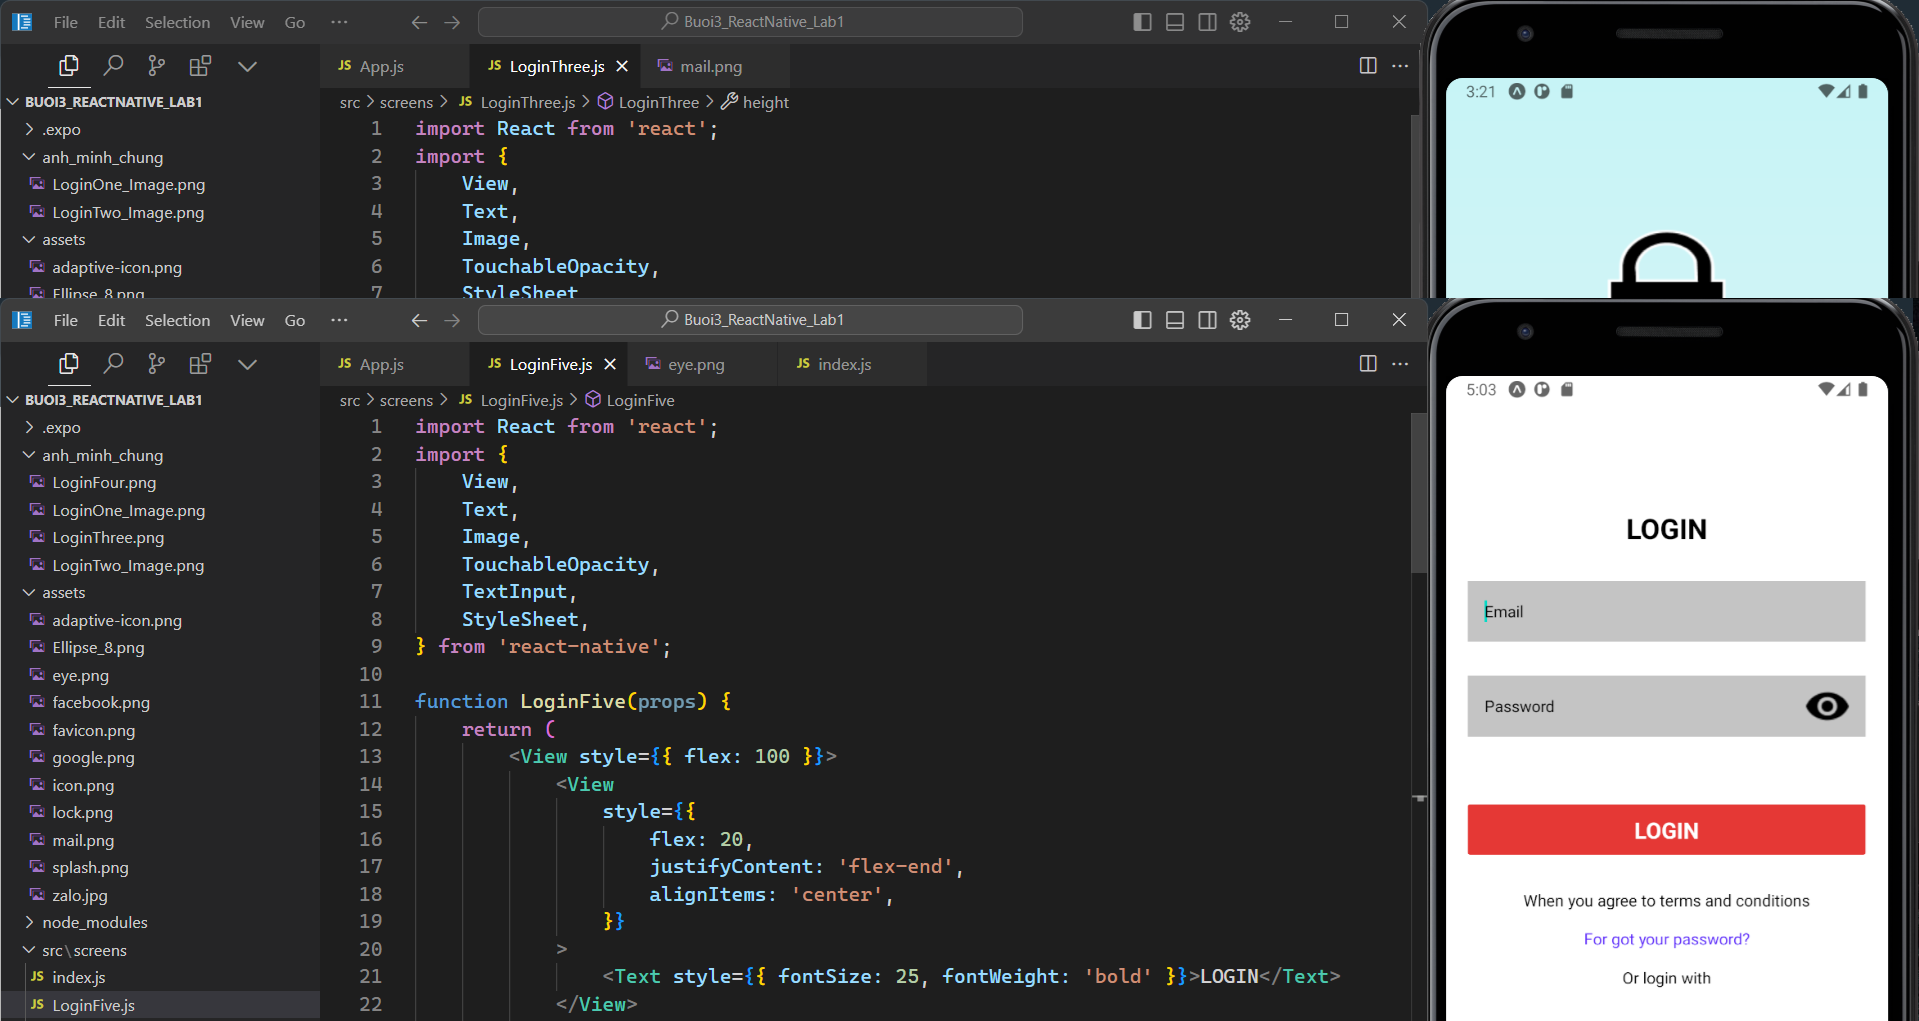 File Edit Selection View Go ··· Buoi3_ReactNative_Lab1
JS App.js JS LoginThree.js mail.png
BUOI3_REACTNATIVE_LAB1
src > screens > JS LoginThree.js > LoginThree > height
.expo
anh_minh_chung
LoginOne_Image.png
LoginTwo_Image.png
assets
adaptive-icon.png
Ellipse_8.png
1 import React from 'react';
2 import {
3 View,
4 Text,
5 Image,
6 TouchableOpacity,
7 StyleSheet
3:21
File Edit Selection View Go ··· Buoi3_ReactNative_Lab1
JS App.js JS LoginFive.js eye.png JS index.js
BUOI3_REACTNATIVE_LAB1
src > screens > JS LoginFive.js > LoginFive
.expo
anh_minh_chung
LoginFour.png
LoginOne_Image.png
LoginThree.png
LoginTwo_Image.png
assets
adaptive-icon.png
Ellipse_8.png
eye.png
facebook.png
favicon.png
google.png
icon.png
lock.png
mail.png
splash.png
zalo.jpg
node_modules
src\screens
JS index.js
JS LoginFive.js
1 import React from 'react';
2 import {
3 View,
4 Text,
5 Image,
6 TouchableOpacity,
7 TextInput,
8 StyleSheet,
9 } from 'react-native';
10
11 function LoginFive(props) {
12 return (
13 <View style={{ flex: 100 }}>
14 <View
15 style={{
16 flex: 20,
17 justifyContent: 'flex-end',
18 alignItems: 'center',
19 }}
20 >
21 <Text style={{ fontSize: 25, fontWeight: 'bold' }}>LOGIN</Text>
22 </View>
5:03
LOGIN
Email
Password
LOGIN
When you agree to terms and conditions
For got your password?
Or login with